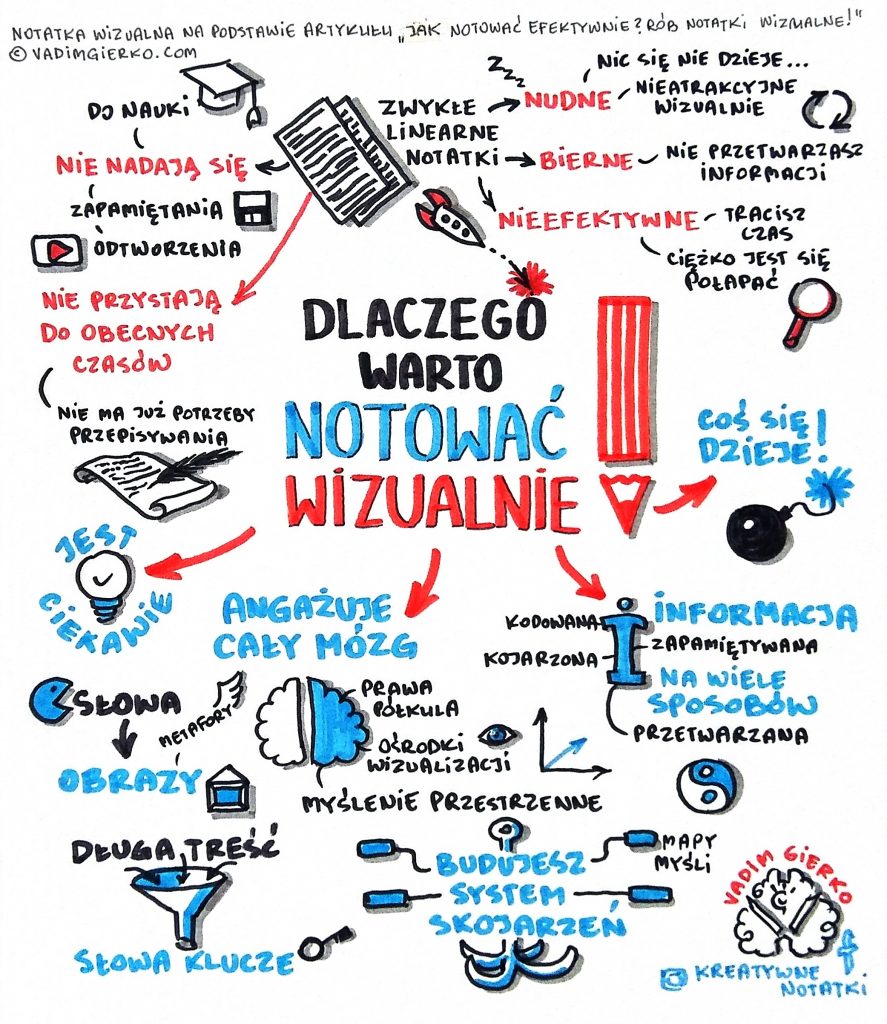 NOTATKA WIZUALNA NA PODSTAWIE ARTYKUŁU „JAK NOTOWAĆ EFEKTYWNIE? RÓB NOTATKI WIZUALNE!"
© VADIMGIERKO.COM
DO NAUKI
NIE NADAJĄ SIĘ
ZAPAMIĘTANIA
ODTWORZENIA
ZWYKŁE
LINEARNE
NOTATKI
ZZZZ
NUDNE
NIC SIĘ NIE DZIEJE...
NIEATRAKCYJNE
WIZUALNIE
BIERNE
NIE PRZETWARZASZ
INFORMACJI
NIEEFEKTYWNE
TRACISZ
CZAS
CIĘŻKO JEST SIĘ
POŁAPAĆ
NIE PRZYSTAJĄ
DO OBECNYCH
CZASÓW
NIE MA JUŻ POTRZEBY
PRZEPISYWANIA
DLACZEGO
WARTO
NOTOWAĆ
WIZUALNIE
COŚ SIĘ
DZIEJE!
JEST
CIEKAWIE
ANGAŻUJE
CAŁY MÓZG
PRAWA
PÓŁKULA
OŚRODKI
WIZUALIZACJI
MYŚLENIE PRZESTRZENNE
INFORMACJA
KODOWANA
ZAPAMIĘTYWANA
KOJARZONA
NA WIELE
SPOSOBÓW
PRZETWARZANA
SŁOWA
METAFORY
OBRAZY
DŁUGA TREŚĆ
SŁOWA KLUCZE
BUDUJESZ
SYSTEM
SKOJARZEŃ
MAPY
MYŚLI
VADIM GIERKO
KREATYWNE
NOTATKI